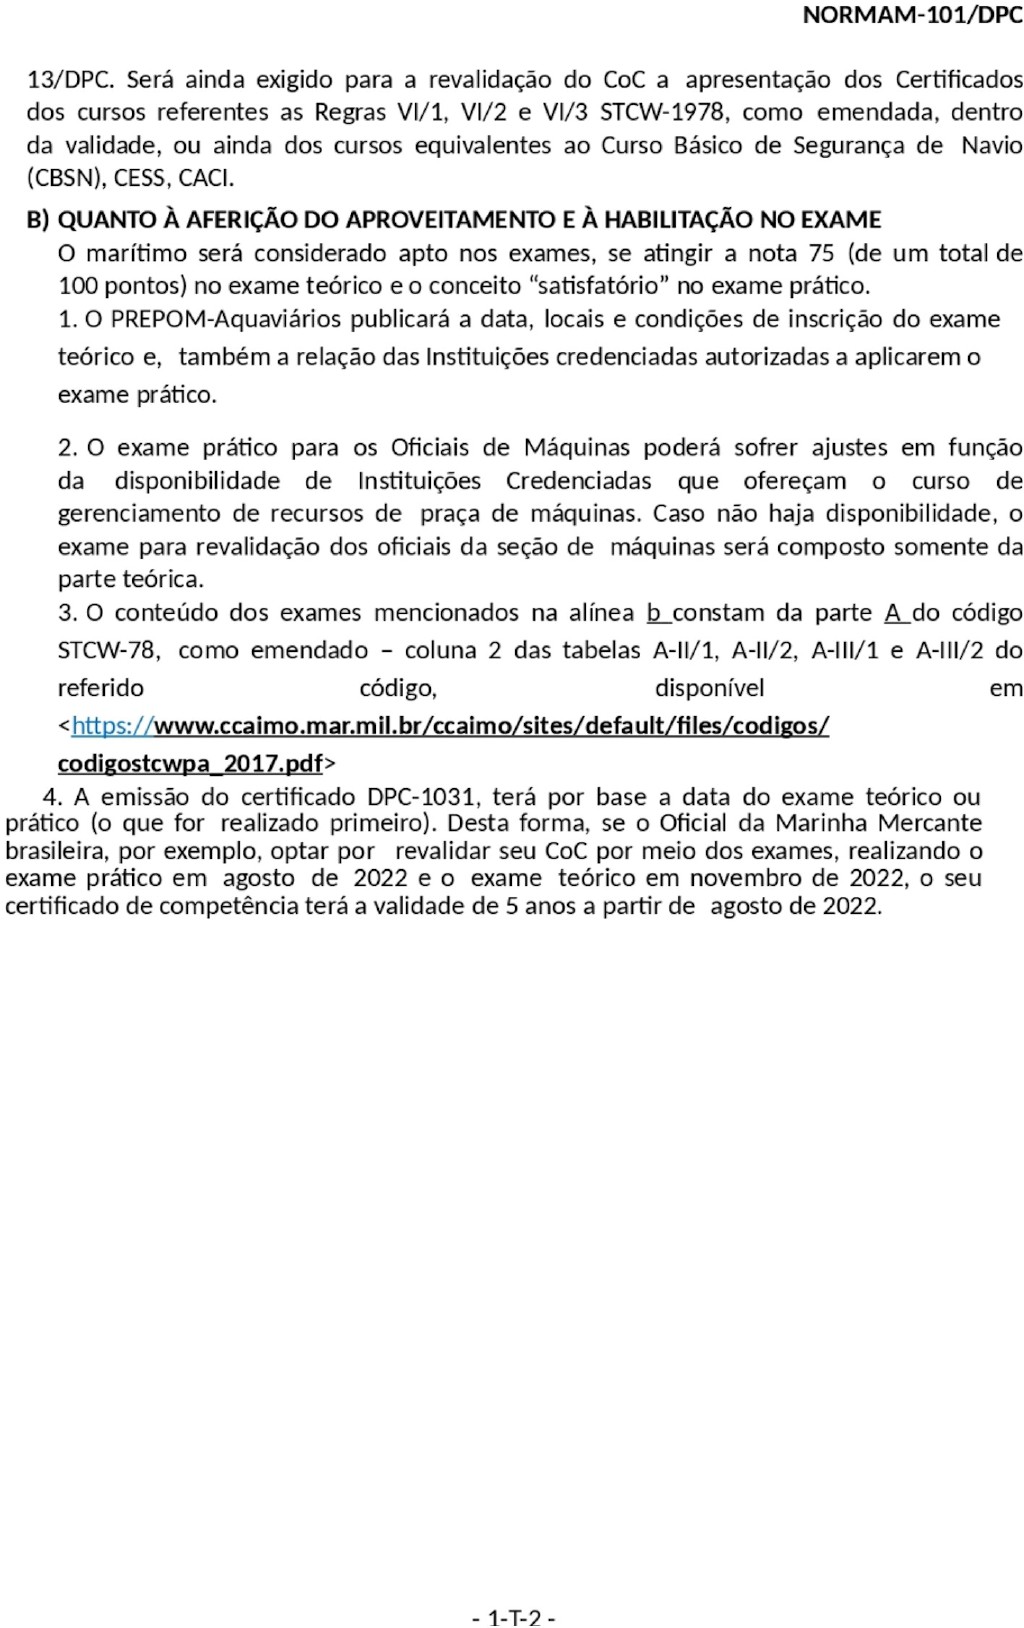 NORMAM-101/DPC
13/DPC. Será ainda exigido para a revalidação do CoC a apresentação dos Certificados
dos cursos referentes as Regras VI/1, VI/2 e VI/3 STCW-1978, como emendada, dentro
da validade, ou ainda dos cursos equivalentes ao Curso Básico de Segurança de Navio
(CBSN), CESS, CACI.
B) QUANTO À AFERIÇÃO DO APROVEITAMENTO E À HABILITAÇÃO NO EXAME
O marítimo será considerado apto nos exames, se atingir a nota 75 (de um total de
100 pontos) no exame teórico e o conceito “satisfatório” no exame prático.
1. O PREPOM-Aquaviários publicará a data, locais e condições de inscrição do exame
teórico e, também a relação das Instituições credenciadas autorizadas a aplicarem o
exame prático.
2. O exame prático para os Oficiais de Máquinas poderá sofrer ajustes em função
da disponibilidade de Instituições Credenciadas que ofereçam o curso de
gerenciamento de recursos de praça de máquinas. Caso não haja disponibilidade, o
exame para revalidação dos oficiais da seção de máquinas será composto somente da
parte teórica.
3. O conteúdo dos exames mencionados na alínea b constam da parte A do código
STCW-78, como emendado – coluna 2 das tabelas A-II/1, A-II/2, A-III/1 e A-III/2 do
referido código, disponível em
<https://www.ccaimo.mar.mil.br/ccaimo/sites/default/files/codigos/
codigostcwpa_2017.pdf>
4. A emissão do certificado DPC-1031, terá por base a data do exame teórico ou
prático (o que for realizado primeiro). Desta forma, se o Oficial da Marinha Mercante
brasileira, por exemplo, optar por revalidar seu CoC por meio dos exames, realizando o
exame prático em agosto de 2022 e o exame teórico em novembro de 2022, o seu
certificado de competência terá a validade de 5 anos a partir de agosto de 2022.
- 1-T-2 -